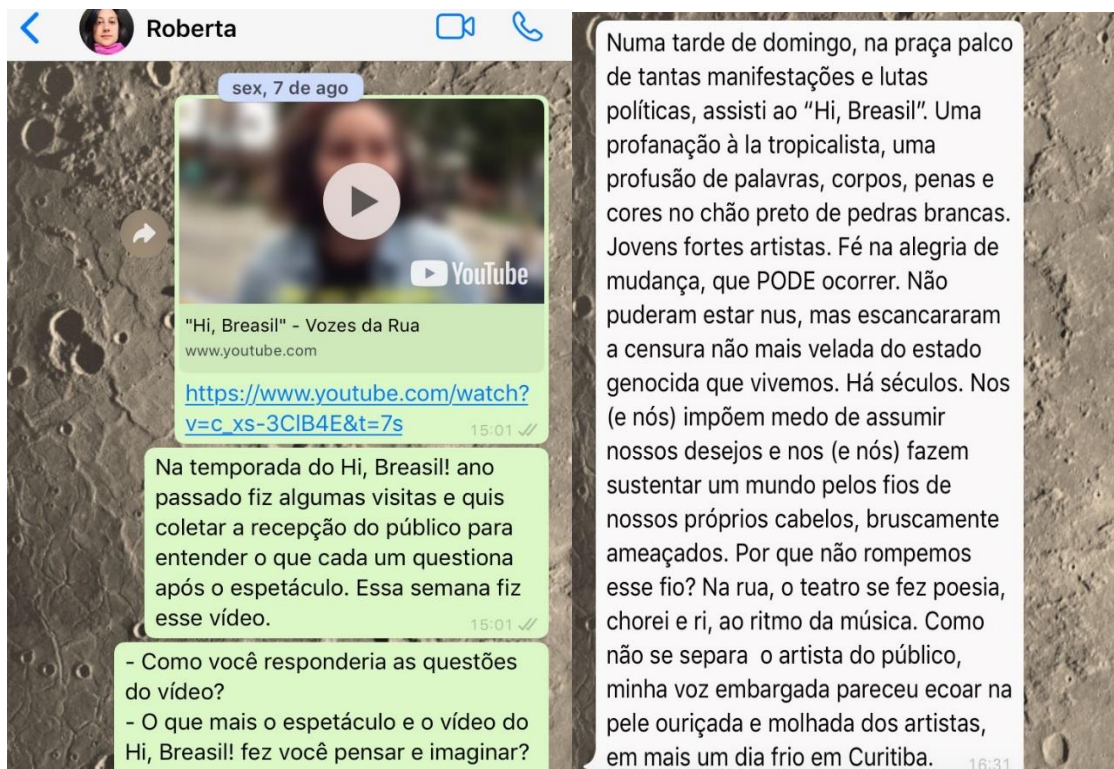 Roberta
sex, 7 de ago
YouTube
"Hi, Breasil" - Vozes da Rua
www.youtube.com
https://www.youtube.com/watch?
v=c_xs-3ClB4E&t=7s
15:01
Na temporada do Hi, Breasil! ano
passado fiz algumas visitas e quis
coletar a recepção do público para
entender o que cada um questiona
após o espetáculo. Essa semana fiz
esse vídeo.
15:01
- Como você responderia as questões
do vídeo?
- O que mais o espetáculo e o vídeo do
Hi, Breasil! fez você pensar e imaginar?
Numa tarde de domingo, na praça palco
de tantas manifestações e lutas
políticas, assisti ao “Hi, Breasil”. Uma
profanação à la tropicalista, uma
profusão de palavras, corpos, penas e
cores no chão preto de pedras brancas.
Jovens fortes artistas. Fé na alegria de
mudança, que PODE ocorrer. Não
puderam estar nus, mas escancararam
a censura não mais velada do estado
genocida que vivemos. Há séculos. Nos
(e nós) impõem medo de assumir
nossos desejos e nos (e nós) fazem
sustentar um mundo pelos fios de
nossos próprios cabelos, bruscamente
ameaçados. Por que não rompemos
esse fio? Na rua, o teatro se fez poesia,
chorei e ri, ao ritmo da música. Como
não se separa o artista do público,
minha voz embargada pareceu ecoar na
pele ouriçada e molhada dos artistas,
em mais um dia frio em Curitiba.
16:31